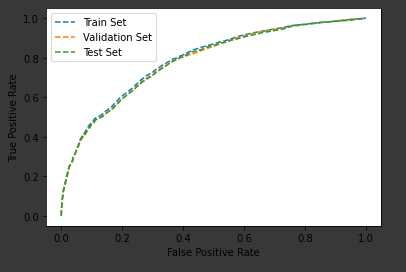 1.0
0.8
0.6
0.4
0.2
0.0
True Positive Rate
Train Set
Validation Set
Test Set
0.0 0.2 0.4 0.6 0.8 1.0
False Positive Rate